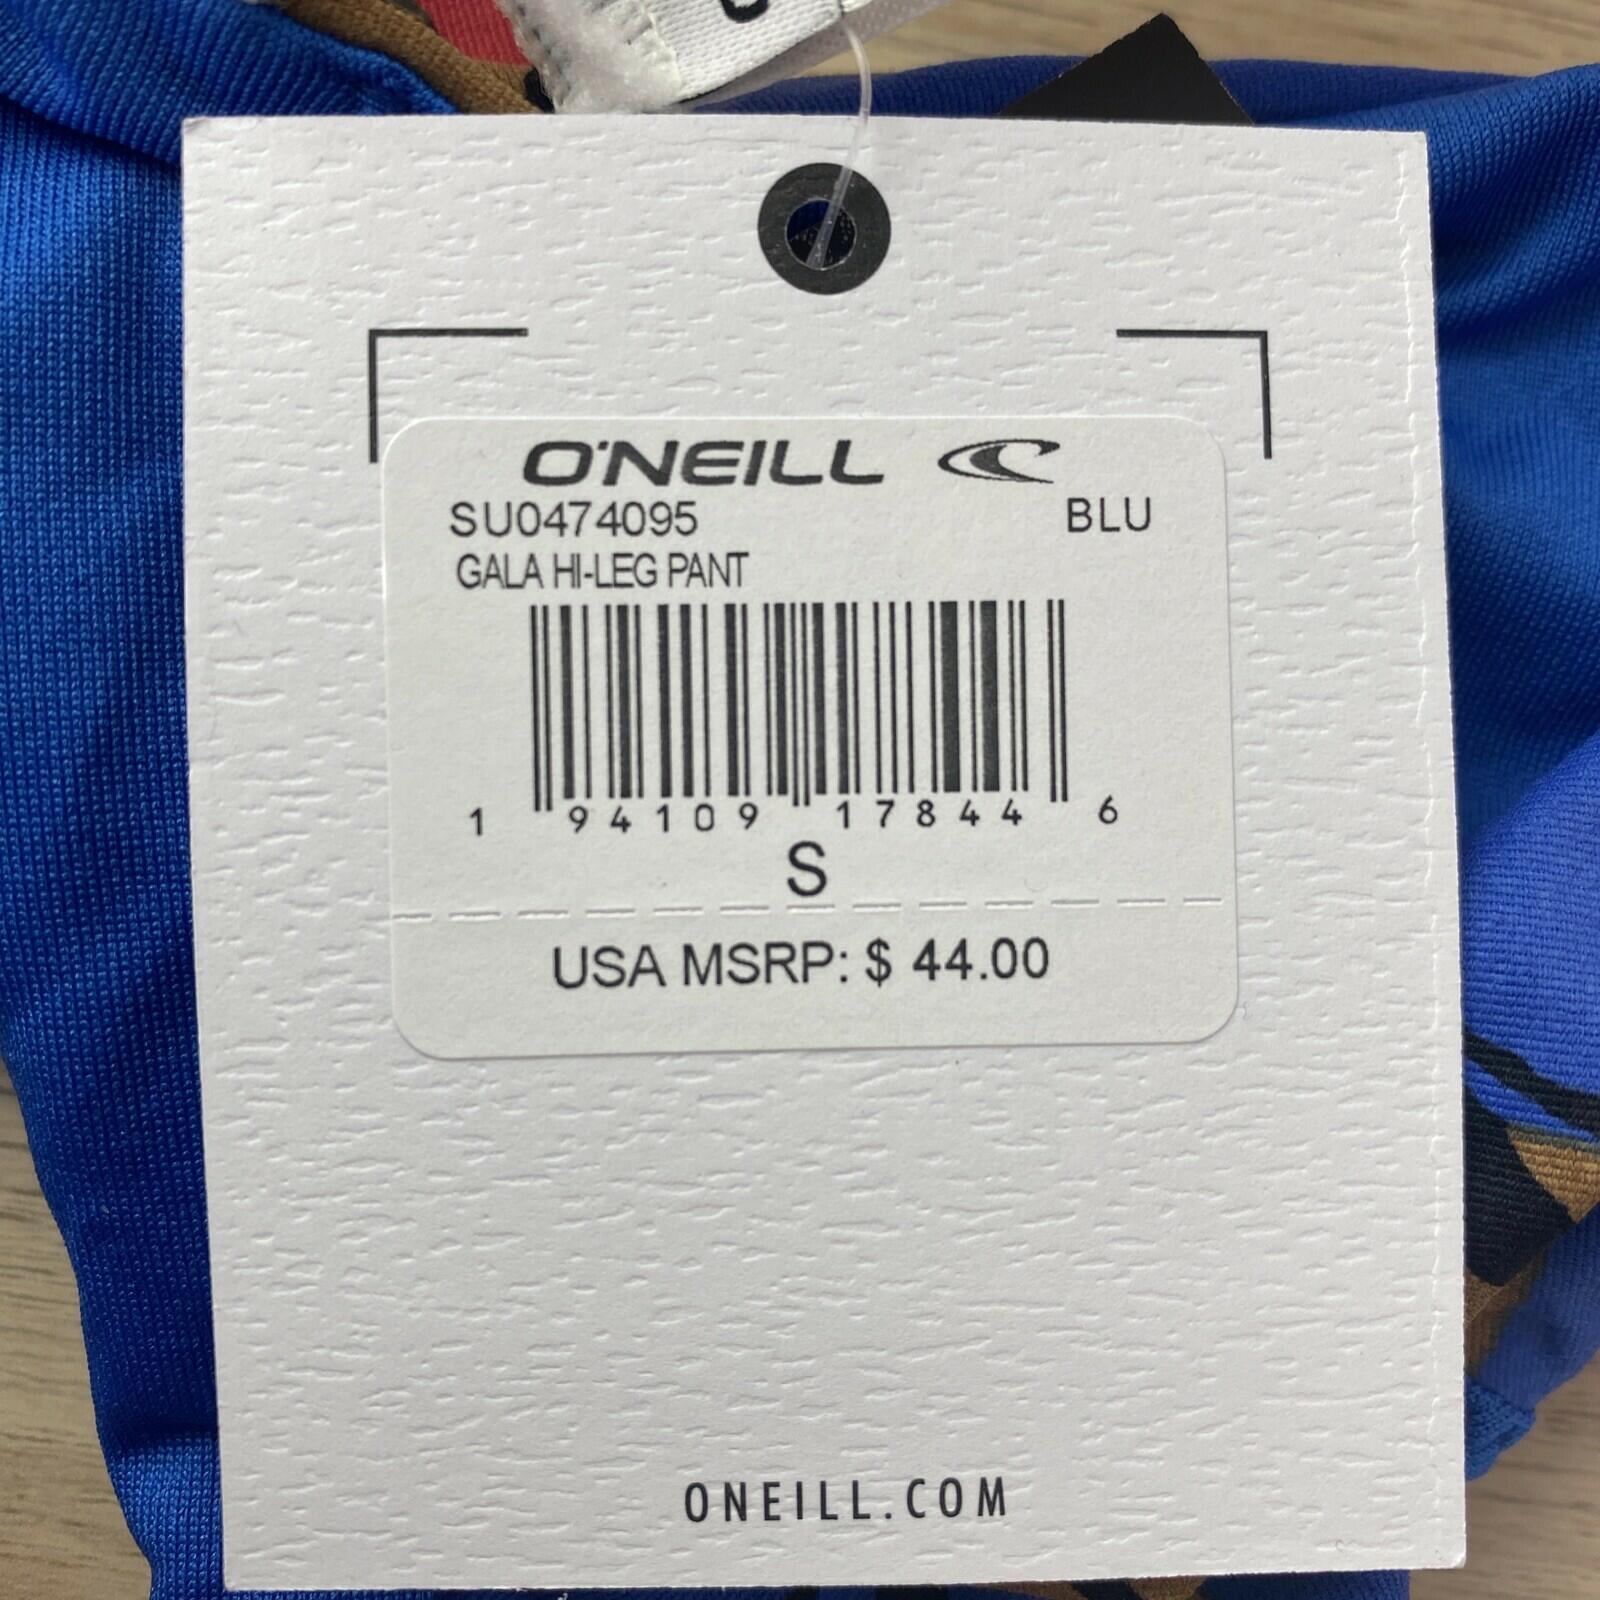 O'NEILL
SU0474095 BLU
GALA HI-LEG PANT
1 94109 17844 6
S
USA MSRP: $ 44.00
ONEILL.COM